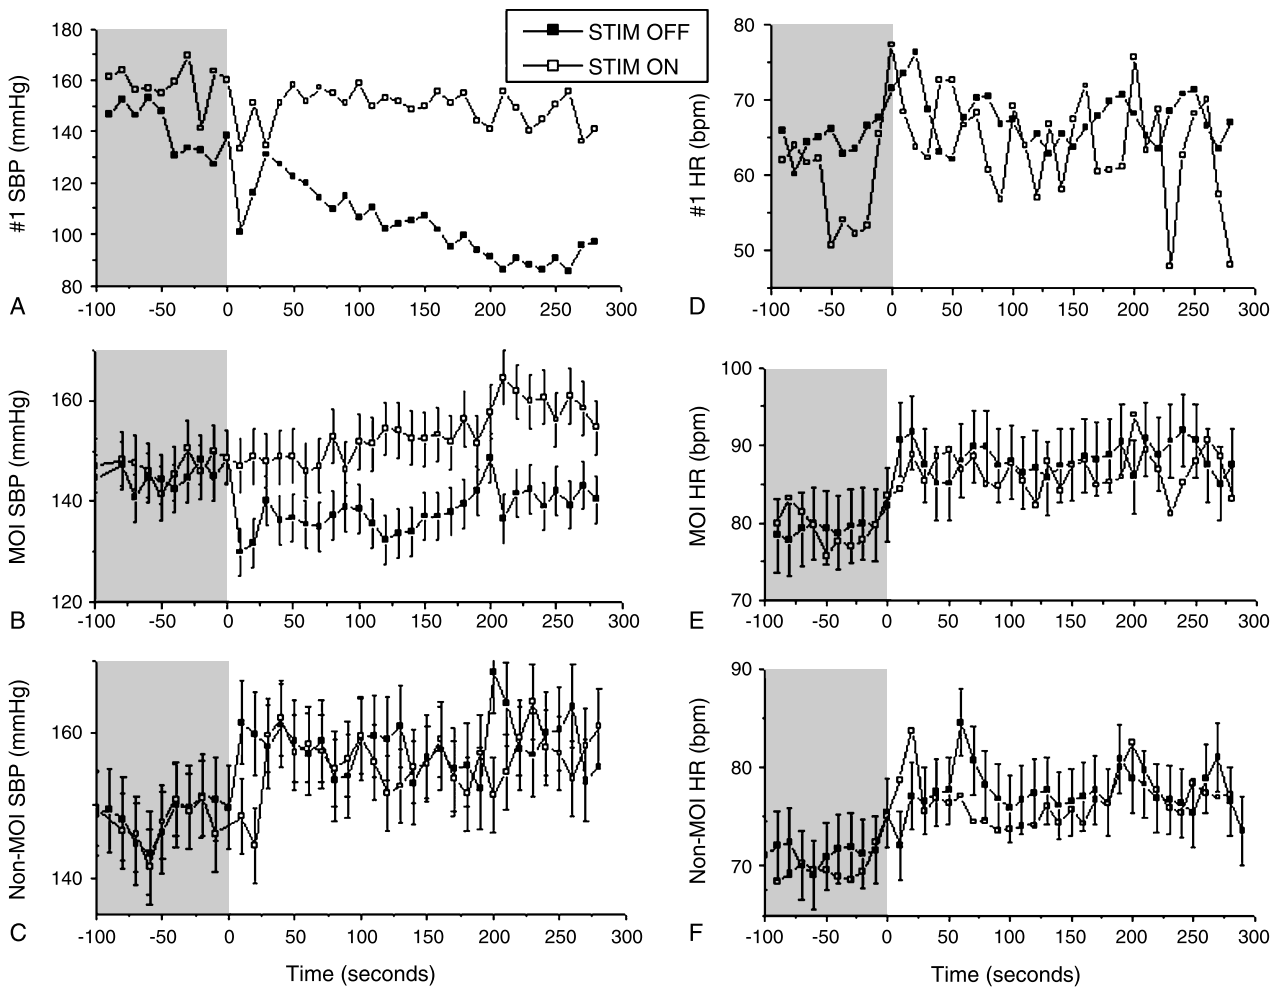 STIM OFF
STIM ON
#1 SBP (mmHg)
180
160
140
120
100
80
-100 -50 0 50 100 150 200 250 300
A
#1 HR (bpm)
80
70
60
50
-100 -50 0 50 100 150 200 250 300
D
MOI SBP (mmHg)
160
140
120
-100 -50 0 50 100 150 200 250 300
B
MOI HR (bpm)
100
90
80
70
-100 -50 0 50 100 150 200 250 300
E
Non-MOI SBP (mmHg)
160
140
-100 -50 0 50 100 150 200 250 300
C
Time (seconds)
Non-MOI HR (bpm)
90
80
70
-100 -50 0 50 100 150 200 250 300
F
Time (seconds)